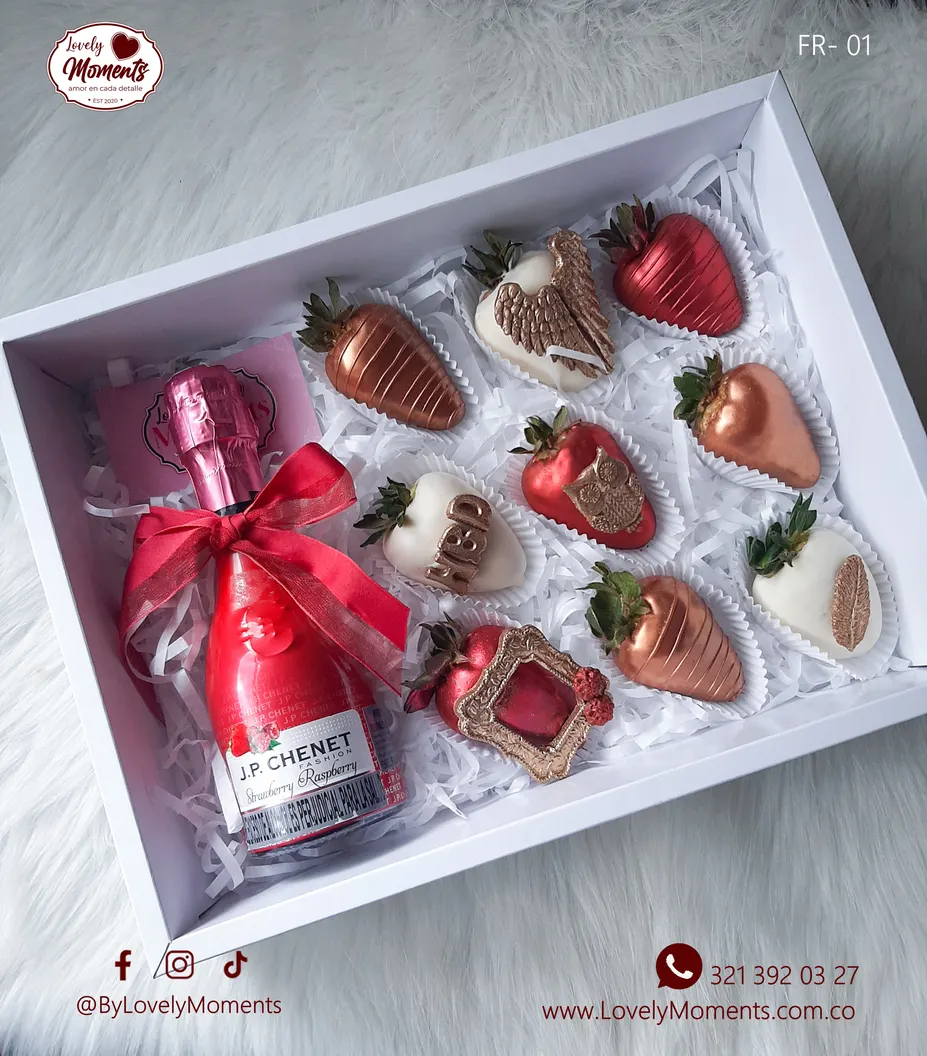 Lovely
Moments
amor en cada detalle
• EST 2020 •
FR- 01
HBD
J.P. CHENET
FASHION
Strawberry Raspberry
@ByLovelyMoments
321 392 03 27
www.LovelyMoments.com.co